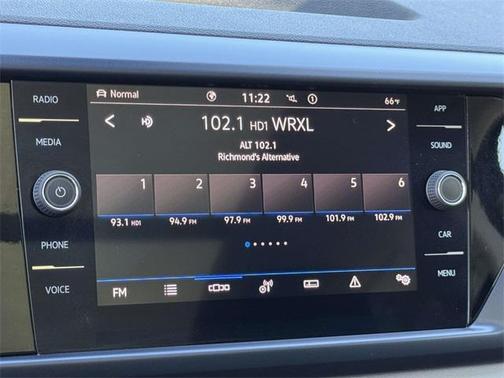 RADIO
MEDIA
PHONE
VOICE
Normal 11:22 66°F
102.1 HD1 WRXL
ALT 102.1
Richmond's Alternative
1 2 3 4 5 6
93.1 HD1 94.9 FM 97.9 FM 99.9 FM 101.9 FM 102.9 FM
FM
APP
SOUND
CAR
MENU